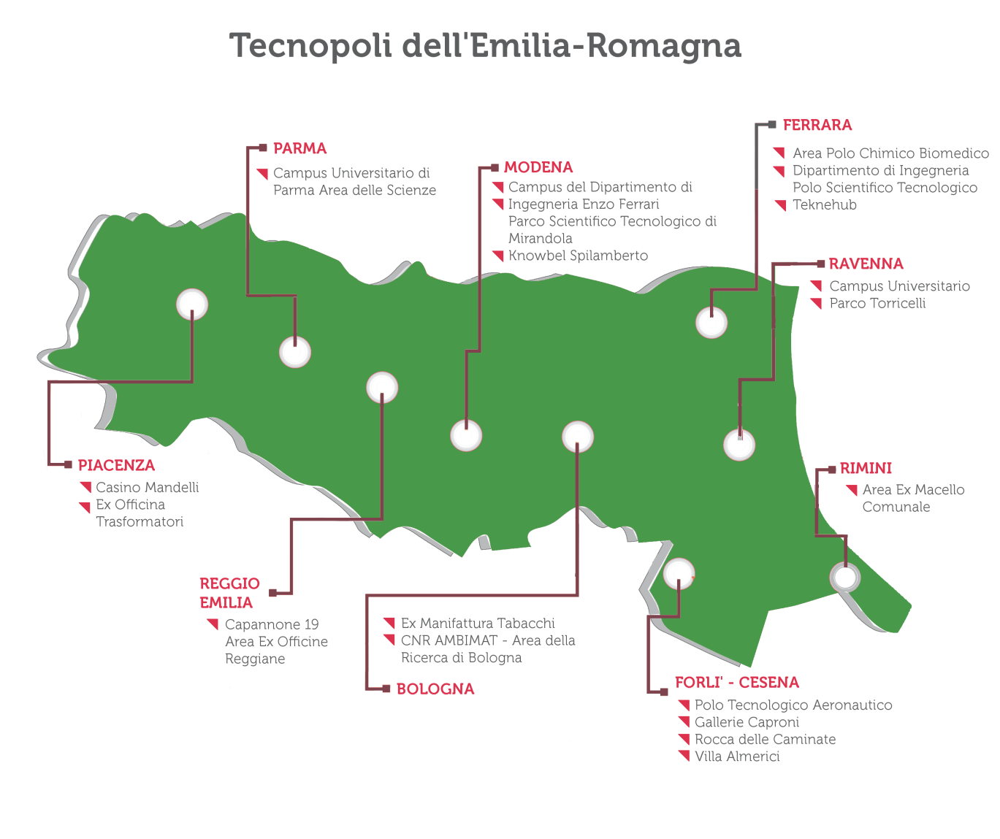 Tecnopoli dell'Emilia-Romagna
FERRARA
Area Polo Chimico Biomedico
Dipartimento di Ingegneria
Polo Scientifico Tecnologico
Teknehub
PARMA
Campus Universitario di
Parma Area delle Scienze
MODENA
Campus del Dipartimento di
Ingegneria Enzo Ferrari
Parco Scientifico Tecnologico di
Mirandola
Knowbel Spilamberto
RAVENNA
Campus Universitario
Parco Torricelli
PIACENZA
Casino Mandelli
Ex Officina
Trasformatori
RIMINI
Area Ex Macello
Comunale
REGGIO
EMILIA
Capannone 19
Area Ex Officine
Reggiane
Ex Manifattura Tabacchi
CNR AMBIMAT - Area della
Ricerca di Bologna
BOLOGNA
FORLI' - CESENA
Polo Tecnologico Aeronautico
Gallerie Caproni
Rocca delle Caminate
Villa Almerici